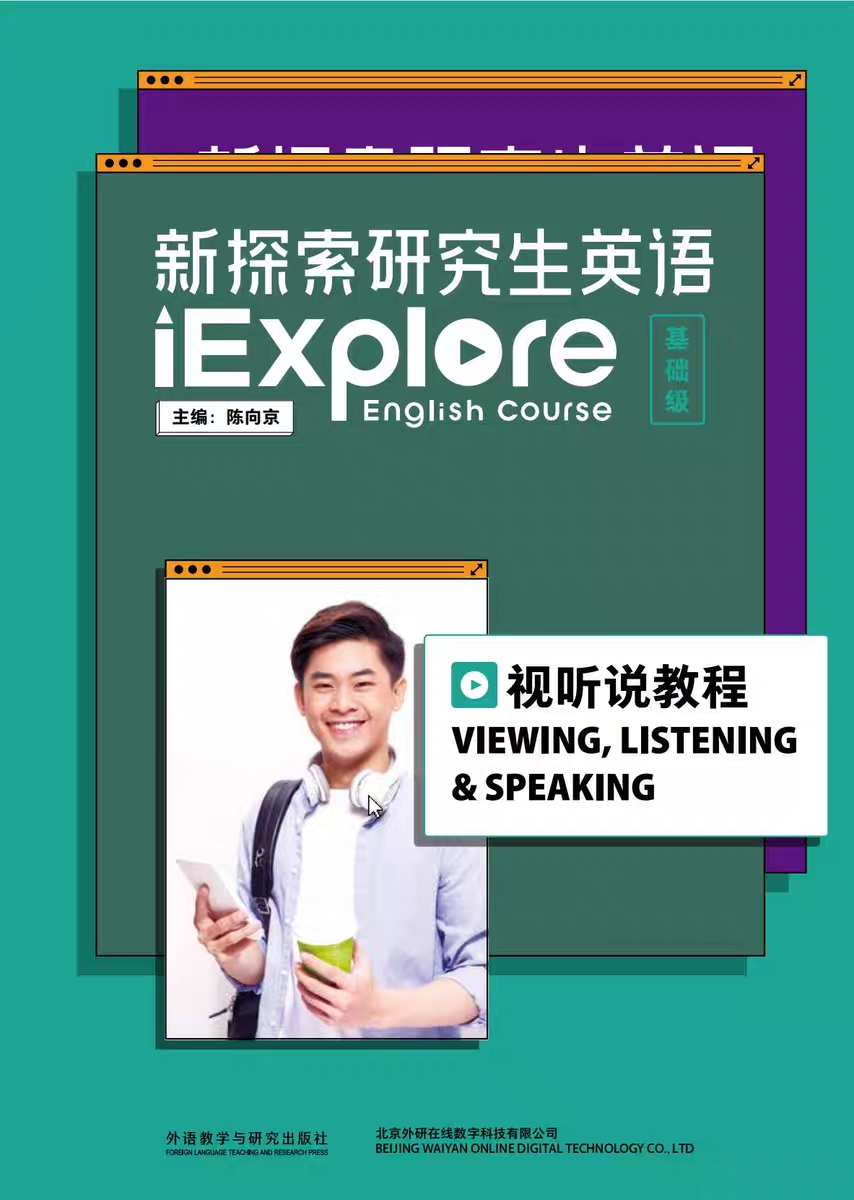 新探索研究生英语
iExplore
English Course
基础级
主编：陈向京
视听说教程
VIEWING, LISTENING
& SPEAKING
外语教学与研究出版社
FOREIGN LANGUAGE TEACHING AND RESEARCH PRESS
北京外研在线数字科技有限公司
BEIJING WAIYAN ONLINE DIGITAL TECHNOLOGY CO., LTD